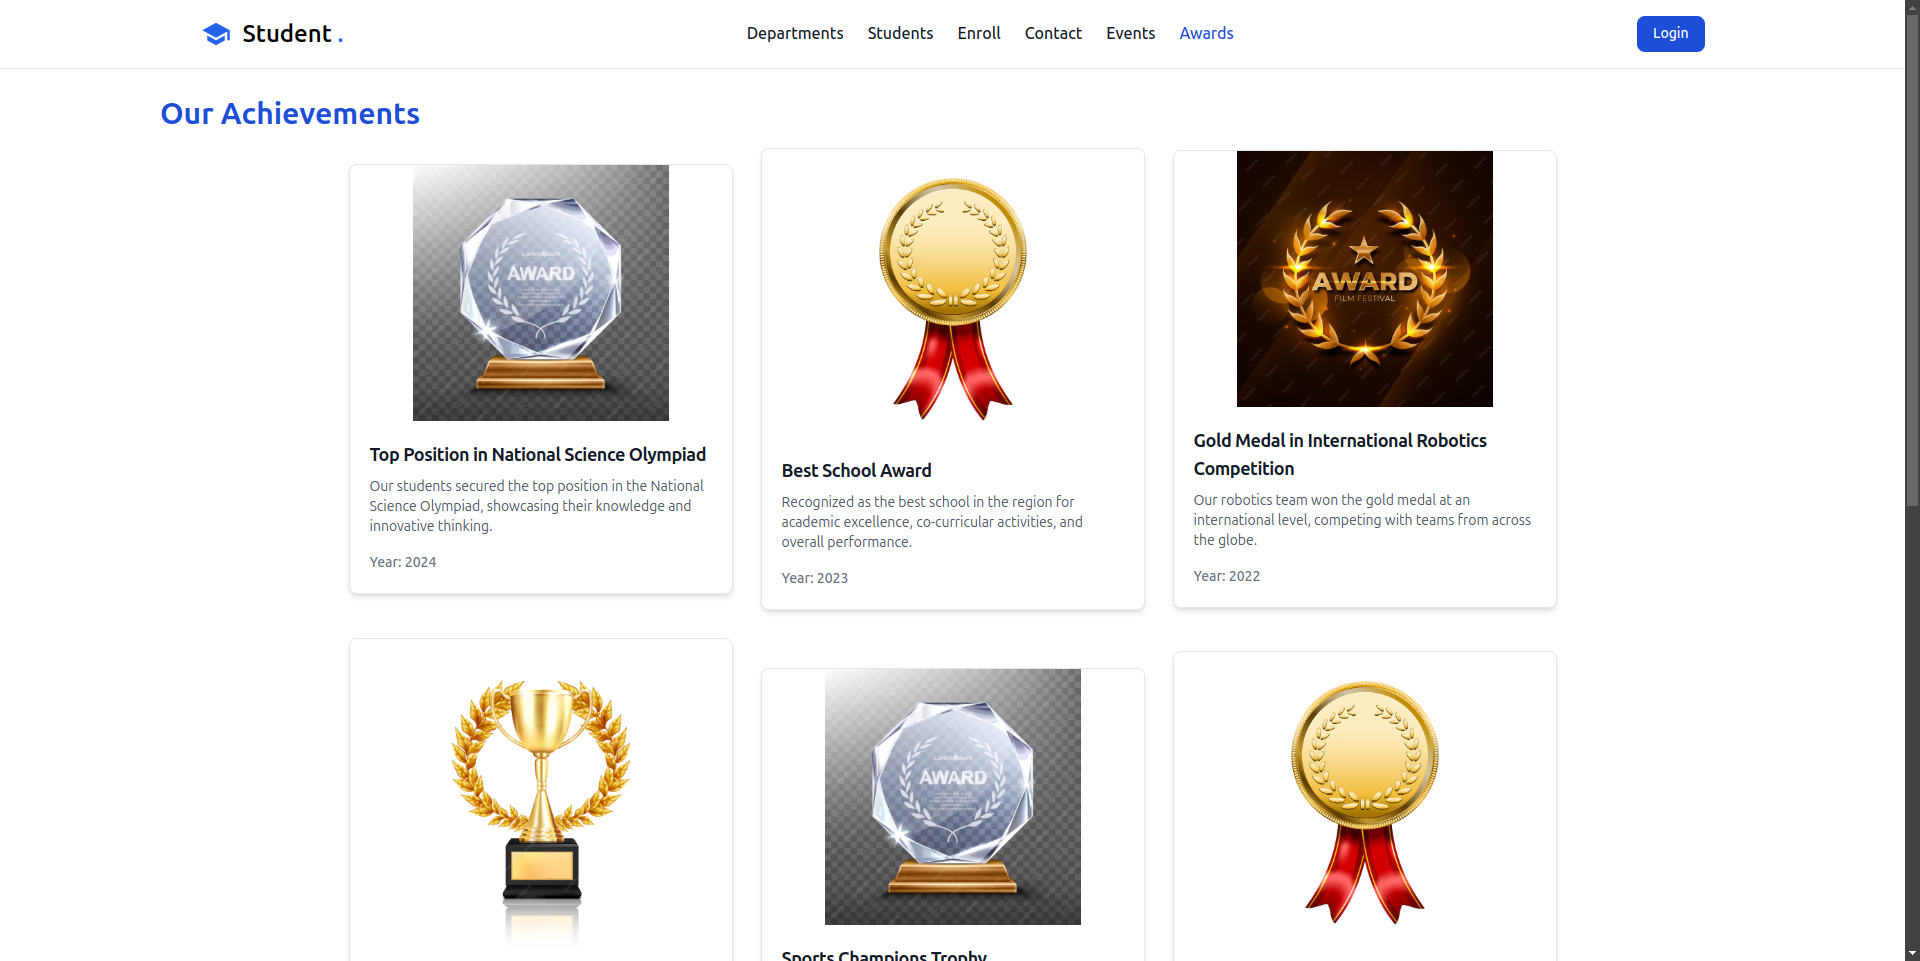 Student .
Departments
Students
Enroll
Contact
Events
Awards
Login
Our Achievements
AWARD
Top Position in National Science Olympiad
Our students secured the top position in the National
Science Olympiad, showcasing their knowledge and
innovative thinking.
Year: 2024
Best School Award
Recognized as the best school in the region for
academic excellence, co-curricular activities, and
overall performance.
Year: 2023
AWARD
FILM FESTIVAL
Gold Medal in International Robotics
Competition
Our robotics team won the gold medal at an
international level, competing with teams from across
the globe.
Year: 2022
AWARD
Sports Champions Trophy